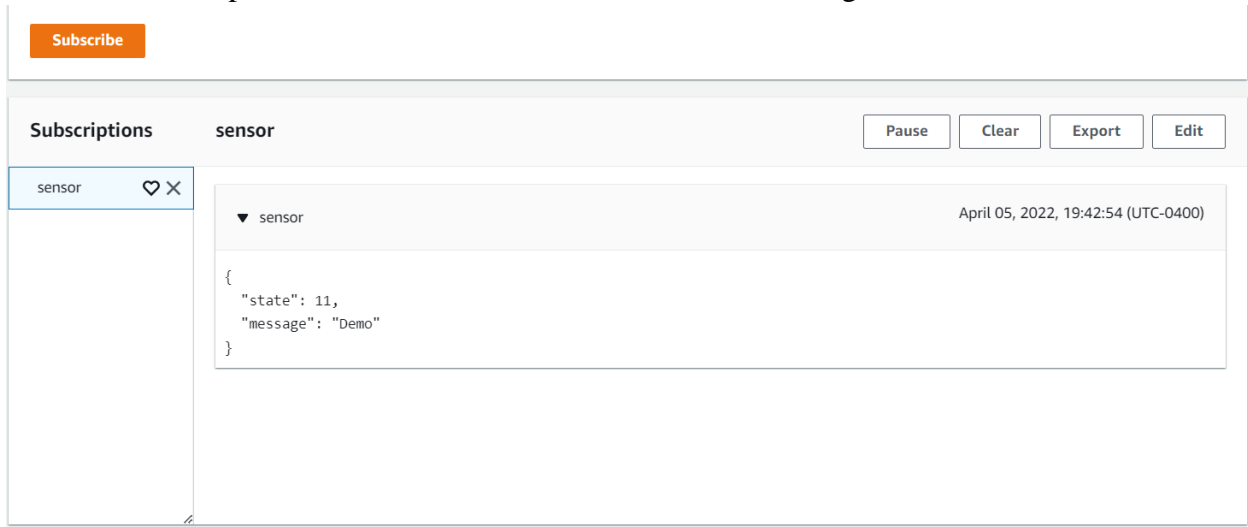 Subscribe
Subscriptions
sensor
Pause
Clear
Export
Edit
sensor
sensor
April 05, 2022, 19:42:54 (UTC-0400)
{
"state": 11,
"message": "Demo"
}